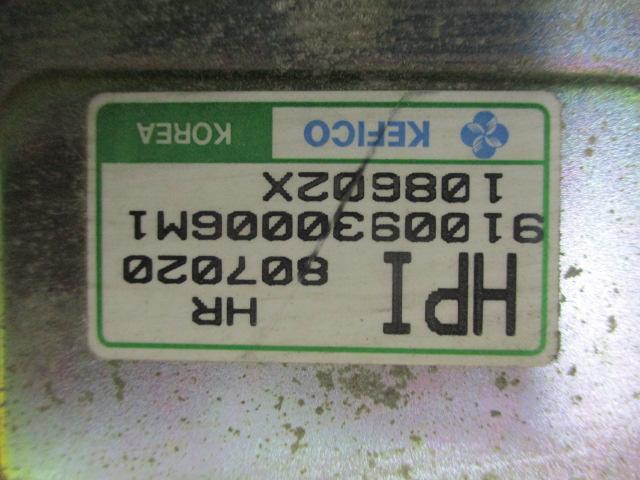 HPI HR
807020
9100930006M1
108602X
KEFICO KOREA